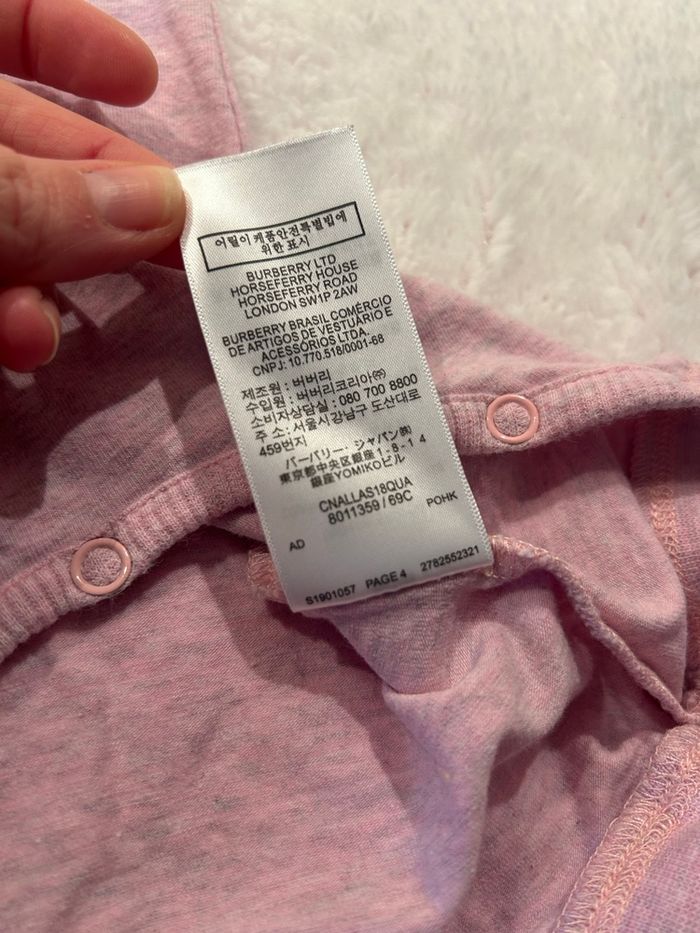 어린이제품안전특별법에
위한 표시
BURBERRY LTD
HORSEFERRY HOUSE
HORSEFERRY ROAD
LONDON SW1P 2AW
BURBERRY BRASIL COMÉRCIO
DE ARTIGOS DE VESTUÁRIO E
ACESSÓRIOS LTDA.
CNPJ: 10.770.518/0001-68
제조원 : 버버리
수입원 : 버버리코리아㈜
소비자상담실 : 080 700 8800
주 소 : 서울시 강남구 도산대로
459번지
バーバリー・ジャパン㈱
東京都中央区銀座1-8-14
銀座YOMIKOビル
CNALLAS18QUA
8011359 / 69C
POHK
AD
S1901057 PAGE 4 2782552321